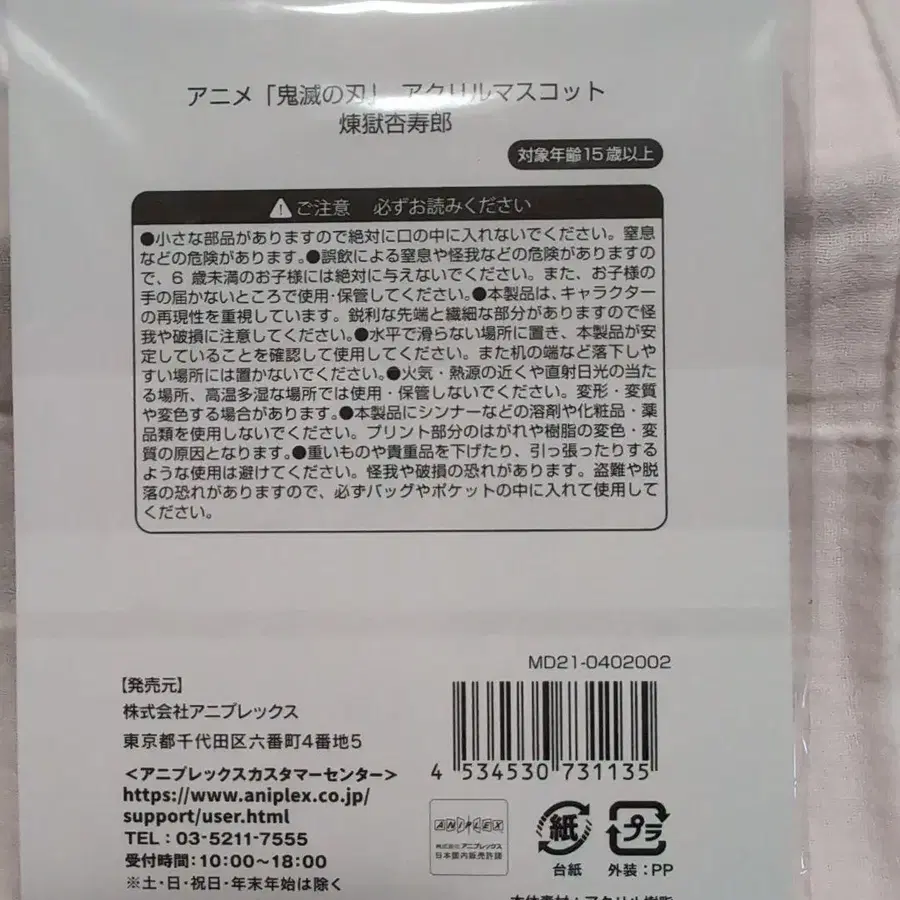 アニメ「鬼滅の刃」 アクリルマスコット
煉獄杏寿郎
対象年齢15歳以上
ご注意 必ずお読みください
●小さな部品がありますので絶対に口の中に入れないでください。窒息
などの危険があります。●誤飲による窒息や怪我などの危険がありますの
で、6 歳未満のお子様には絶対に与えないでください。また、お子様の
手の届かないところで使用・保管してください。●本製品は、キャラクター
の再現性を重視しています。鋭利な先端と繊細な部分がありますので怪
我や破損に注意してください。●水平で滑らない場所に置き、本製品が安
定していることを確認して使用してください。また机の端など落下しや
すい場所には置かないでください。●火気・熱源の近くや直射日光の当た
る場所、高温多湿な場所では使用・保管しないでください。変形・変質
や変色する場合があります。●本製品にシンナーなどの溶剤や化粧品・薬
品類を使用しないでください。プリント部分のはがれや樹脂の変色・変
質の原因となります。●重いものや貴重品を下げたり、引っ張ったりする
ような使用は避けてください。怪我や破損の恐れがあります。盗難や脱
落の恐れがありますので、必ずバッグやポケットの中に入れて使用して
ください。
MD21-0402002
【発売元】
株式会社アニプレックス
東京都千代田区六番町4番地5
<アニプレックスカスタマーセンター>
https://www.aniplex.co.jp/
support/user.html
TEL：03-5211-7555
受付時間：10:00～18:00
※土・日・祝日・年末年始は除く
4 534530 731135
ANIPLEX
株式会社アニプレックス
日本国内販売許諾
紙
台紙
プラ
外装：PP
本体素材：アクリル樹脂